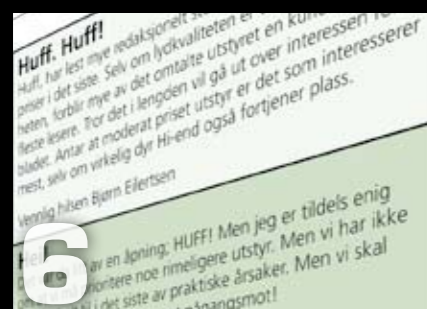 Huff. Huff!
Huff, har lest mye redaksjonelt
priser i det siste. Selv om lydkvaliteten er
heten, forblir mye av det omtalte utstyret en
fleste lesere. Tror det i lengden vil gå ut over interessen
bladet. Antar at moderat priset utstyr er det som interesserer
mest, selv om virkelig dyr Hi-end også fortjener plass.
Vennlig hilsen Bjørn Eilertsen
av en åpning, HUFF! Men jeg er tildels enig
noe rimeligere utstyr. Men vi har ikke
i det siste av praktiske årsaker. Men vi skal
6